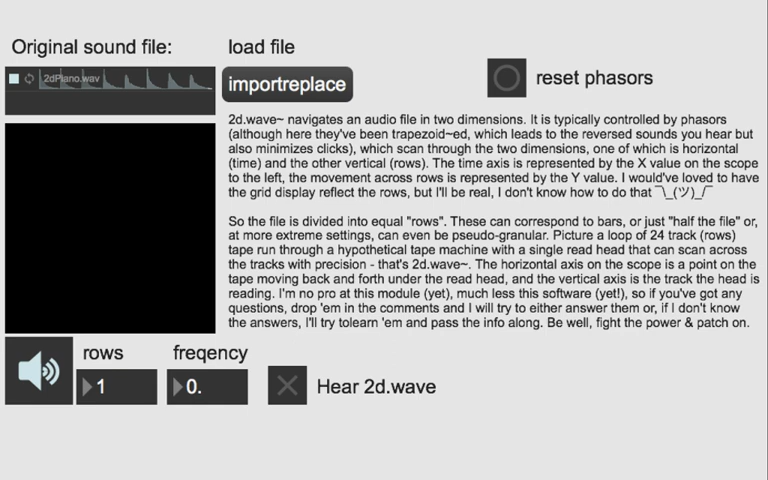 Original sound file:
load file
2dPiano.wav
importreplace
reset phasors
2d.wave~ navigates an audio file in two dimensions. It is typically controlled by phasors
(although here they've been trapezoid~ed, which leads to the reversed sounds you hear but
also minimizes clicks), which scan through the two dimensions, one of which is horizontal
(time) and the other vertical (rows). The time axis is represented by the X value on the scope
to the left, the movement across rows is represented by the Y value. I would've loved to have
the grid display reflect the rows, but I'll be real, I don't know how to do that ¯\_(ツ)_/¯
So the file is divided into equal "rows". These can correspond to bars, or just "half the file" or,
at more extreme settings, can even be pseudo-granular. Picture a loop of 24 track (rows)
tape run through a hypothetical tape machine with a single read head that can scan across
the tracks with precision - that's 2d.wave~. The horizontal axis on the scope is a point on the
tape moving back and forth under the read head, and the vertical axis is the track the head is
reading. I'm no pro at this module (yet), much less this software (yet!), so if you've got any
questions, drop 'em in the comments and I will try to either answer them or, if I don't know
the answers, I'll try tolearn 'em and pass the info along. Be well, fight the power & patch on.
rows
freqency
1
0.
Hear 2d.wave